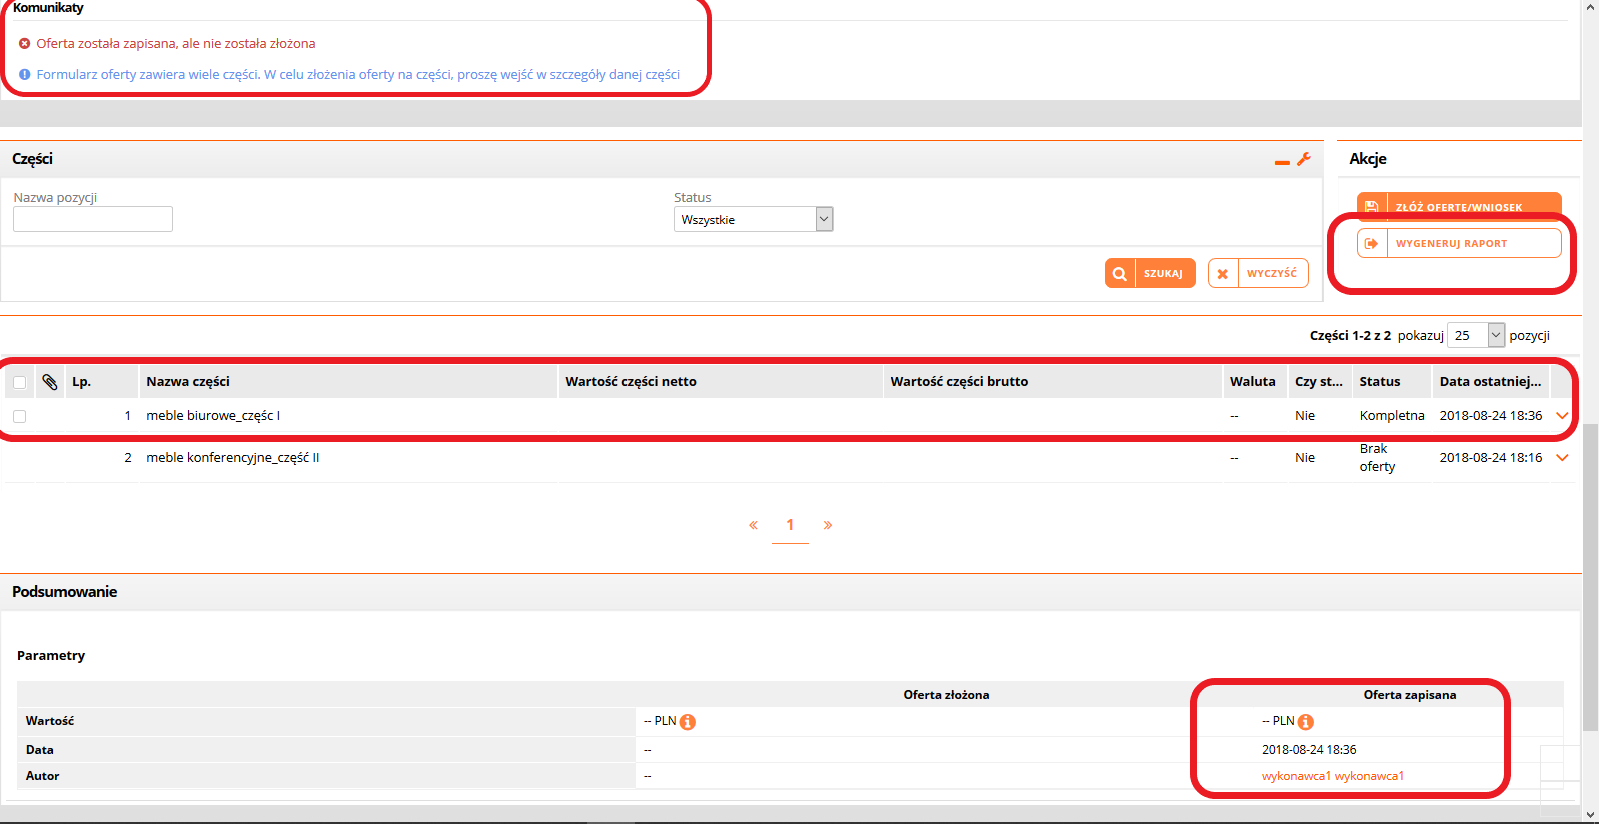 Komunikaty
Oferta została zapisana, ale nie została złożona
Formularz oferty zawiera wiele części. W celu złożenia oferty na części, proszę wejść w szczegóły danej części
Części
Akcje
Nazwa pozycji
Status
Wszystkie
ZŁÓŻ OFERTE/WNIOSEK
WYGENERUJ RAPORT
SZUKAJ
WYCZYŚĆ
Części 1-2 z 2 pokazuj 25 pozycji
Lp. Nazwa części Wartość części netto Wartość części brutto Waluta Czy st... Status Data ostatniej...
1 meble biurowe_częśc I -- Nie Kompletna 2018-08-24 18:36
2 meble konferencyjne_część II -- Nie Brak oferty 2018-08-24 18:16
« 1 »
Podsumowanie
Parametry
Oferta złożona Oferta zapisana
Wartość -- PLN -- PLN
Data -- 2018-08-24 18:36
Autor -- wykonawca1 wykonawca1